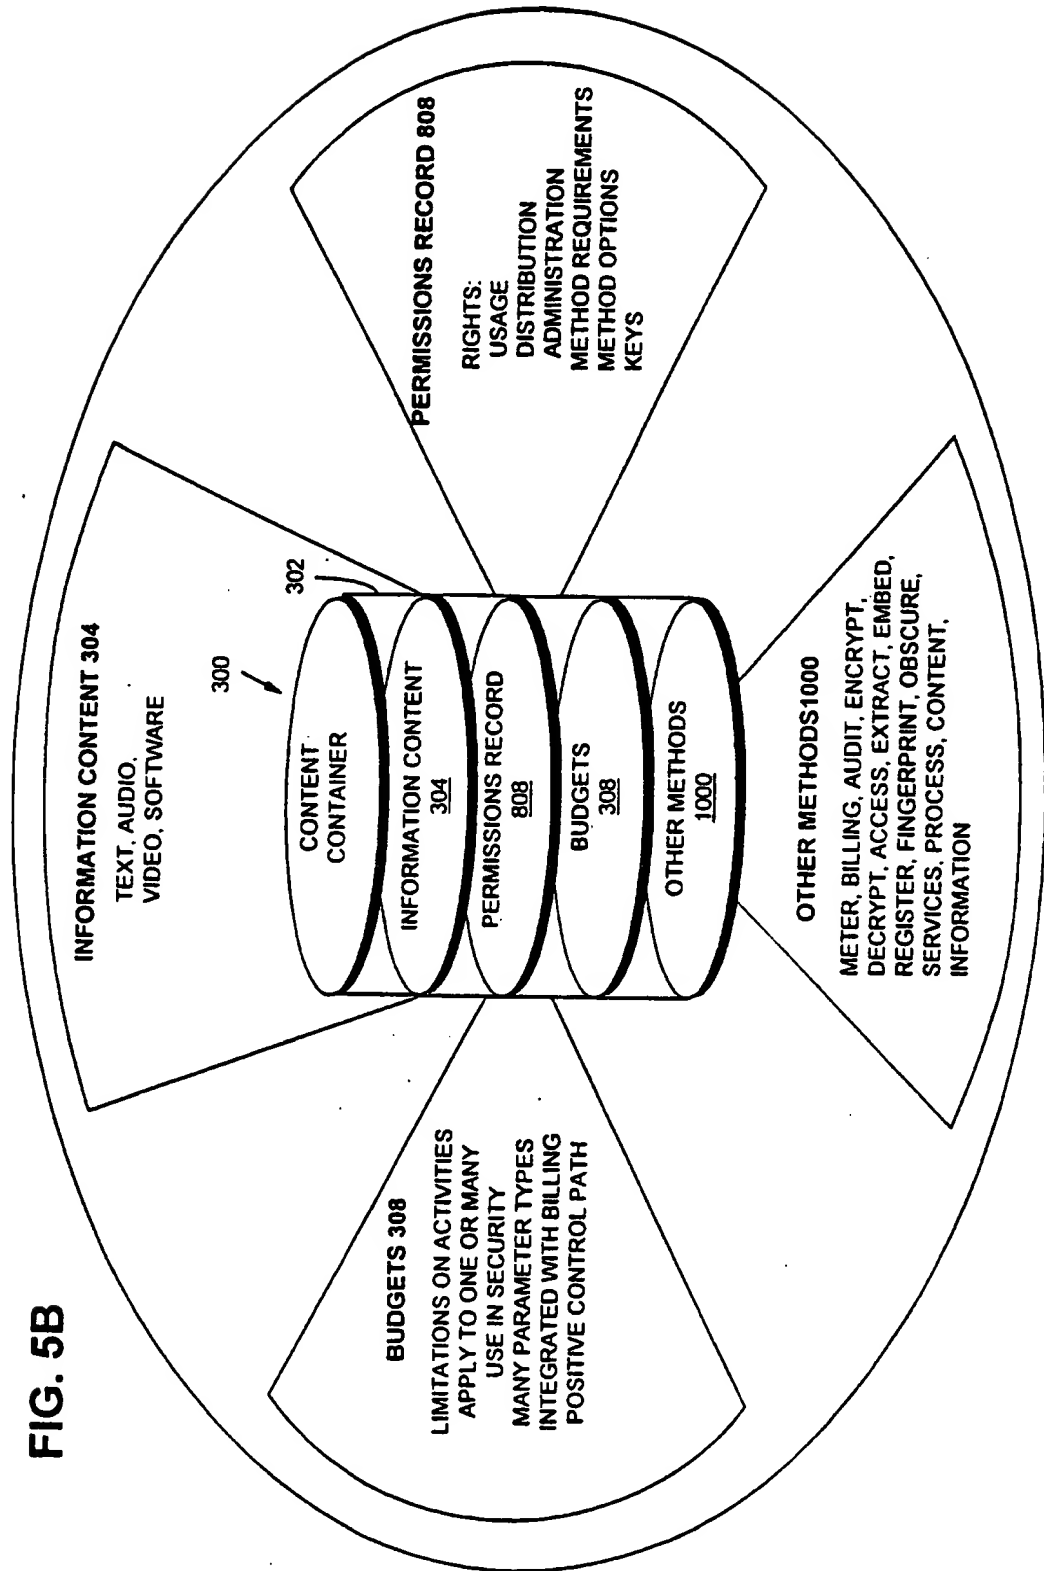 FIG. 5B
INFORMATION CONTENT 304
TEXT, AUDIO,
VIDEO, SOFTWARE
BUDGETS 308
LIMITATIONS ON ACTIVITIES
APPLY TO ONE OR MANY
USE IN SECURITY
MANY PARAMETER TYPES
INTEGRATED WITH BILLING
POSITIVE CONTROL PATH
300
302
CONTENT
CONTAINER
INFORMATION CONTENT
304
PERMISSIONS RECORD
808
BUDGETS
308
OTHER METHODS
1000
PERMISSIONS RECORD 808
RIGHTS:
USAGE
DISTRIBUTION
ADMINISTRATION
METHOD REQUIREMENTS
METHOD OPTIONS
KEYS
OTHER METHODS1000
METER, BILLING, AUDIT, ENCRYPT,
DECRYPT, ACCESS, EXTRACT, EMBED,
REGISTER, FINGERPRINT, OBSCURE,
SERVICES, PROCESS, CONTENT,
INFORMATION